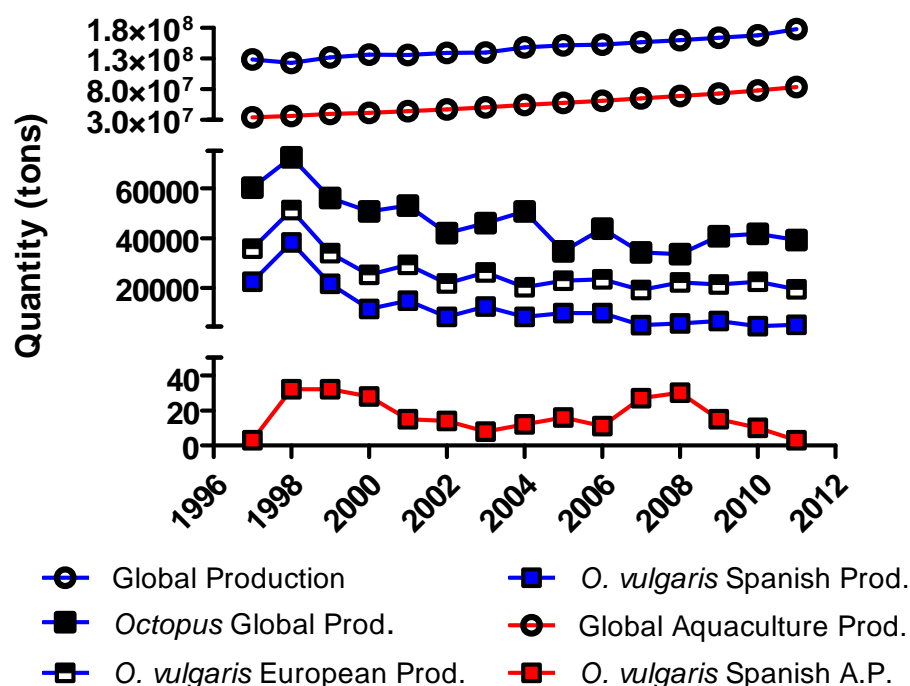 1.8×10⁸
1.3×10⁸
8.0×10⁷
3.0×10⁷
Quantity (tons)
60000
40000
20000
40
20
0
1996 1998 2000 2002 2004 2006 2008 2010 2012
Global Production
Octopus Global Prod.
O. vulgaris European Prod.
O. vulgaris Spanish Prod.
Global Aquaculture Prod.
O. vulgaris Spanish A.P.